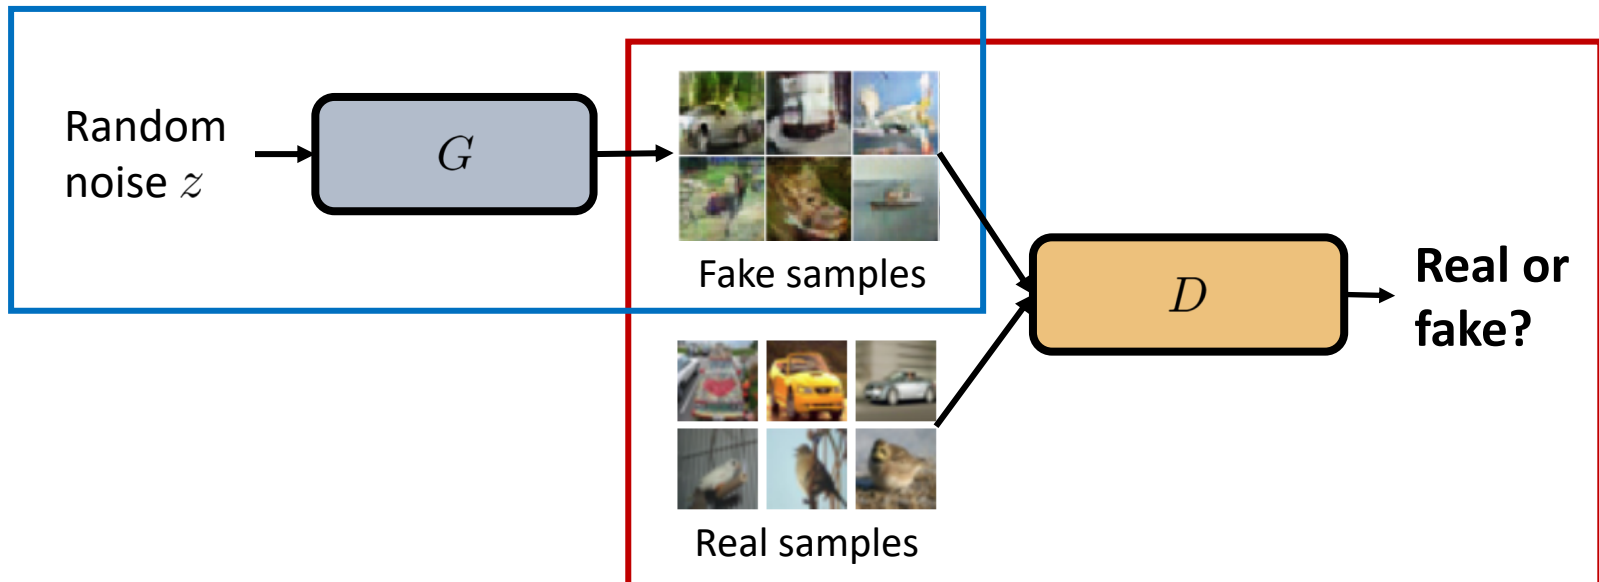 Random
noise z
G
Fake samples
D
Real or
fake?
Real samples